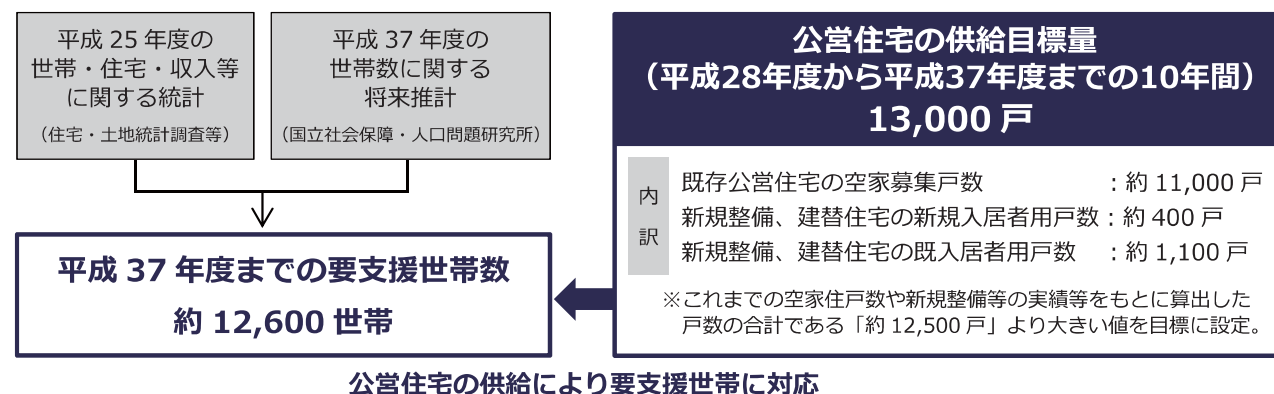 平成 25 年度の
世帯・住宅・収入等
に関する統計
（住宅・土地統計調査等）
平成 37 年度の
世帯数に関する
将来推計
（国立社会保障・人口問題研究所）
平成 37 年度までの要支援世帯数
約 12,600 世帯
公営住宅の供給目標量
（平成28年度から平成37年度までの10年間）
13,000 戸
内訳
既存公営住宅の空家募集戸数　　　　　：約 11,000 戸
新規整備、建替住宅の新規入居者用戸数：約 400 戸
新規整備、建替住宅の既入居者用戸数　：約 1,100 戸
※これまでの空家住戸数や新規整備等の実績等をもとに算出した
戸数の合計である「約 12,500 戸」より大きい値を目標に設定。
公営住宅の供給により要支援世帯に対応